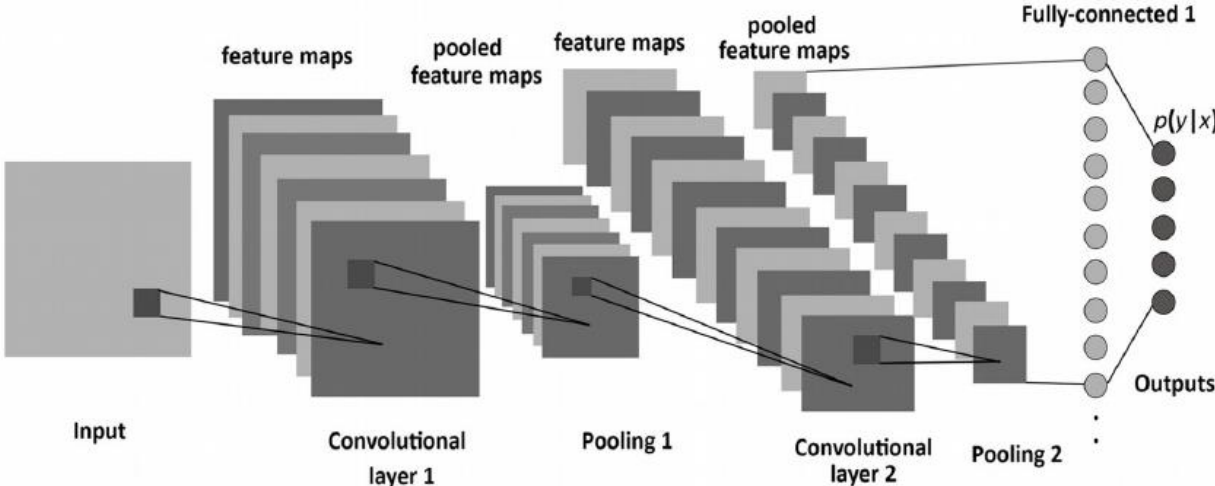 Fully-connected 1
feature maps
pooled
feature maps
feature maps
pooled
feature maps
p(y|x)
Input
Convolutional
layer 1
Pooling 1
Convolutional
layer 2
Pooling 2
Outputs